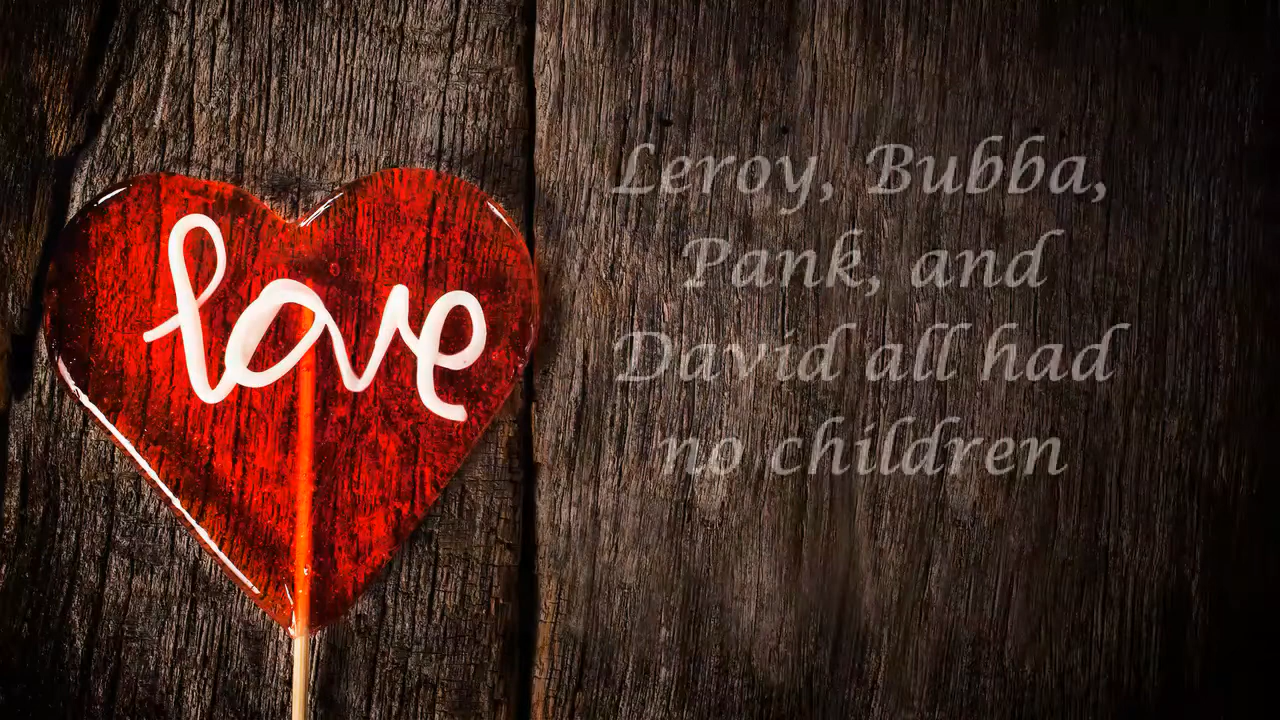 love
Leroy, Bubba,
Pank, and
David all had
no children